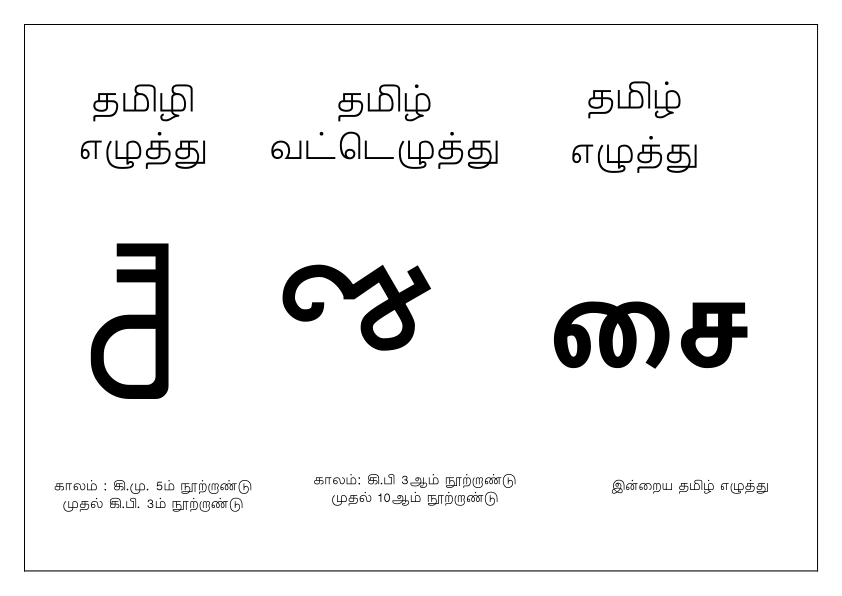 தமிழி
எழுத்து
தமிழ்
வட்டெழுத்து
தமிழ்
எழுத்து
𑀘𑁃
சை
காலம் : கி.மு. 5ம் நூற்றாண்டு
முதல் கி.பி. 3ம் நூற்றாண்டு
காலம்: கி.பி 3ஆம் நூற்றாண்டு
முதல் 10ஆம் நூற்றாண்டு
இன்றைய தமிழ் எழுத்து